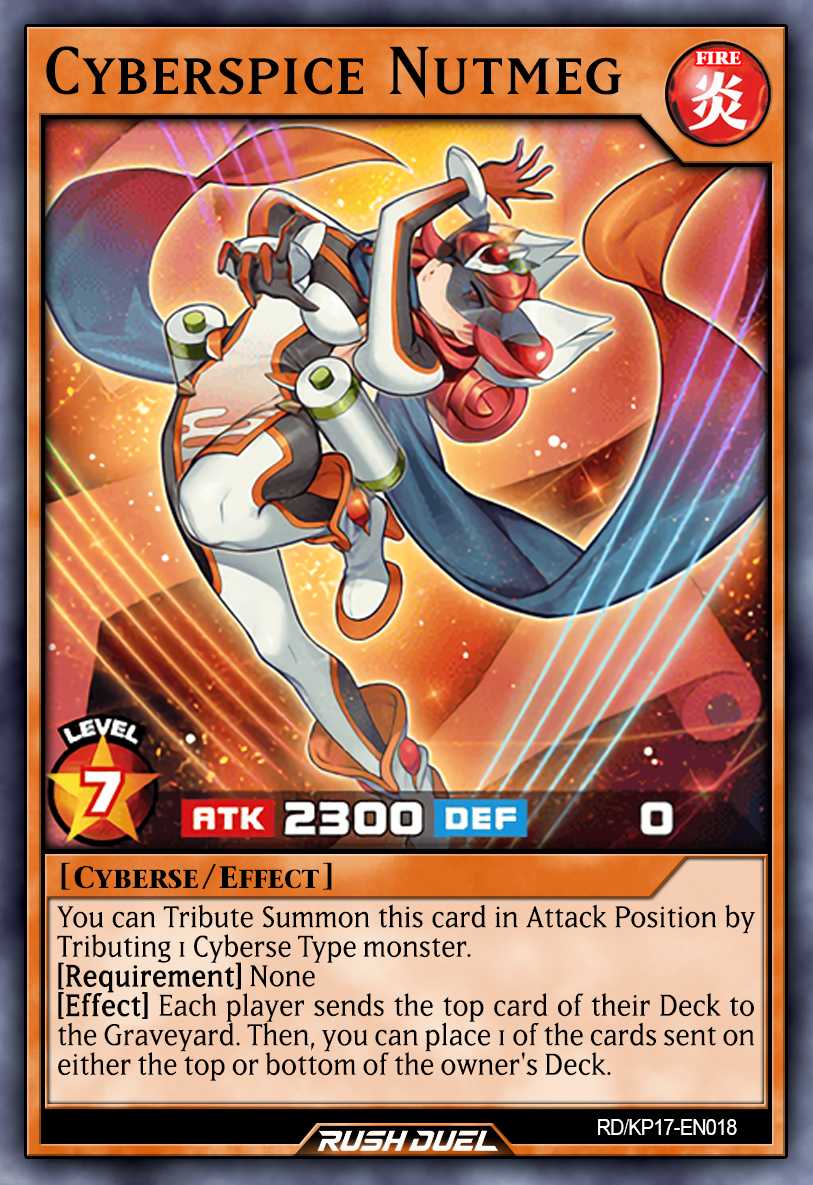 Cyberspice Nutmeg
FIRE
炎
LEVEL
7
ATK 2300 DEF 0
[Cyberse/Effect]
You can Tribute Summon this card in Attack Position by
Tributing 1 Cyberse Type monster.
[Requirement] None
[Effect] Each player sends the top card of their Deck to
the Graveyard. Then, you can place 1 of the cards sent on
either the top or bottom of the owner's Deck.
RD/KP17-EN018
RUSH DUEL